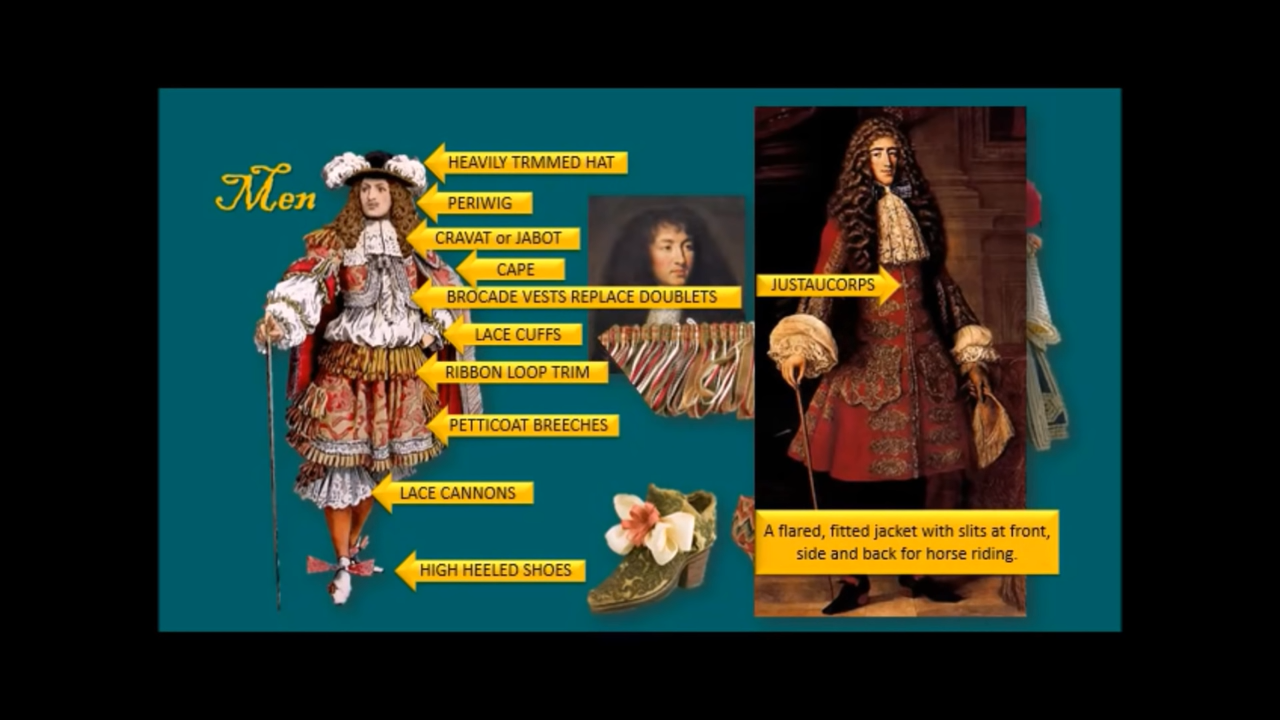 Men
HEAVILY TRMMED HAT
PERIWIG
CRAVAT or JABOT
CAPE
BROCADE VESTS REPLACE DOUBLETS
LACE CUFFS
RIBBON LOOP TRIM
PETTICOAT BREECHES
LACE CANNONS
HIGH HEELED SHOES
JUSTAUCORPS
A flared, fitted jacket with slits at front,
side and back for horse riding.